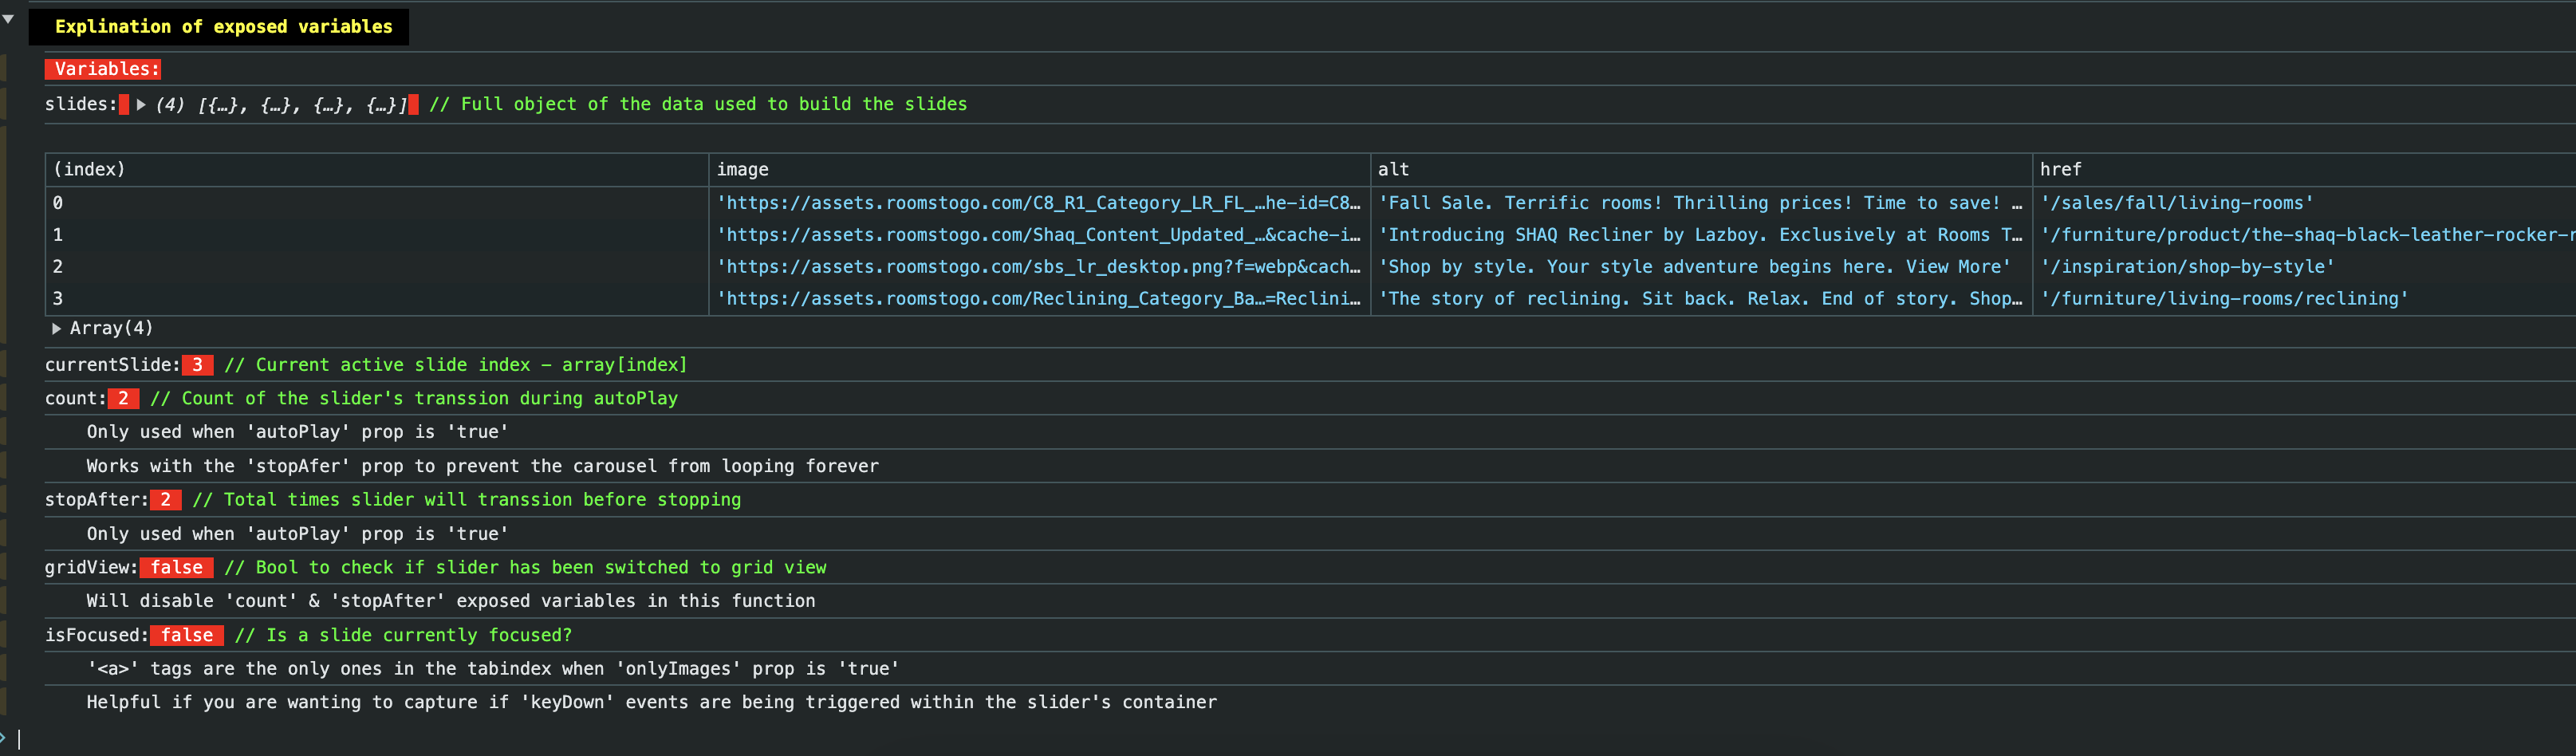 Explination of exposed variables
Variables:
slides: ▶ (4) [{…}, {…}, {…}, {…}] // Full object of the data used to build the slides
(index) image alt href
0 'https://assets.roomstogo.com/C8_R1_Category_LR_FL_…he-id=C8… 'Fall Sale. Terrific rooms! Thrilling prices! Time to save! … '/sales/fall/living-rooms'
1 'https://assets.roomstogo.com/Shaq_Content_Updated_…&cache-i… 'Introducing SHAQ Recliner by Lazboy. Exclusively at Rooms T… '/furniture/product/the-shaq-black-leather-rocker-r
2 'https://assets.roomstogo.com/sbs_lr_desktop.png?f=webp&cach… 'Shop by style. Your style adventure begins here. View More' '/inspiration/shop-by-style'
3 'https://assets.roomstogo.com/Reclining_Category_Ba…=Reclini… 'The story of reclining. Sit back. Relax. End of story. Shop… '/furniture/living-rooms/reclining'
▶ Array(4)
currentSlide: 3 // Current active slide index – array[index]
count: 2 // Count of the slider's transsion during autoPlay
Only used when 'autoPlay' prop is 'true'
Works with the 'stopAfer' prop to prevent the carousel from looping forever
stopAfter: 2 // Total times slider will transsion before stopping
Only used when 'autoPlay' prop is 'true'
gridView: false // Bool to check if slider has been switched to grid view
Will disable 'count' & 'stopAfter' exposed variables in this function
isFocused: false // Is a slide currently focused?
'<a>' tags are the only ones in the tabindex when 'onlyImages' prop is 'true'
Helpful if you are wanting to capture if 'keyDown' events are being triggered within the slider's container